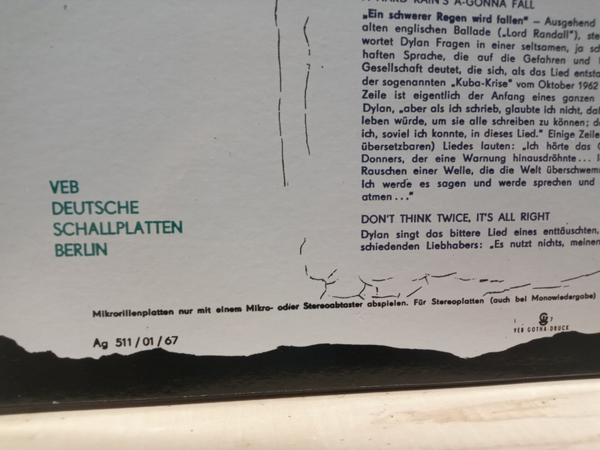 A HARD RAIN'S A-GONNA FALL
„Ein schwerer Regen wird fallen" – Ausgehend
alten englischen Ballade („Lord Randall"), ste
wortet Dylan Fragen in einer seltsamen, ja sc
haften Sprache, die auf die Gefahren und
Gesellschaft deutet, die sich, als das Lied entsta
der sogenannten „Kuba-Krise" vom Oktober 1962
Zeile ist eigentlich der Anfang eines ganzen
Dylan, „aber als ich schrieb, glaubte ich nicht, daß
leben würde, um sie alle schreiben zu können; de
ich, soviel ich konnte, in dieses Lied." Einige Zeile
übersetzbaren) Liedes lauten: „Ich hörte das G
Donners, der eine Warnung hinausdröhnte...
Rauschen einer Welle, die die Welt überschwem
Ich werde es sagen und werde sprechen und
atmen..."
DON'T THINK TWICE, IT'S ALL RIGHT
Dylan singt das bittere Lied eines enttäuschten,
schiedenen Liebhabers: „Es nutzt nichts, meinen
VEB
DEUTSCHE
SCHALLPLATTEN
BERLIN
Mikrorillenplatten nur mit einem Mikro- oder Stereoabtaster abspielen. Für Stereoplatten (auch bei Monowiedergabe)
VEB GOTHA-DRUCK
Ag 511/01/67